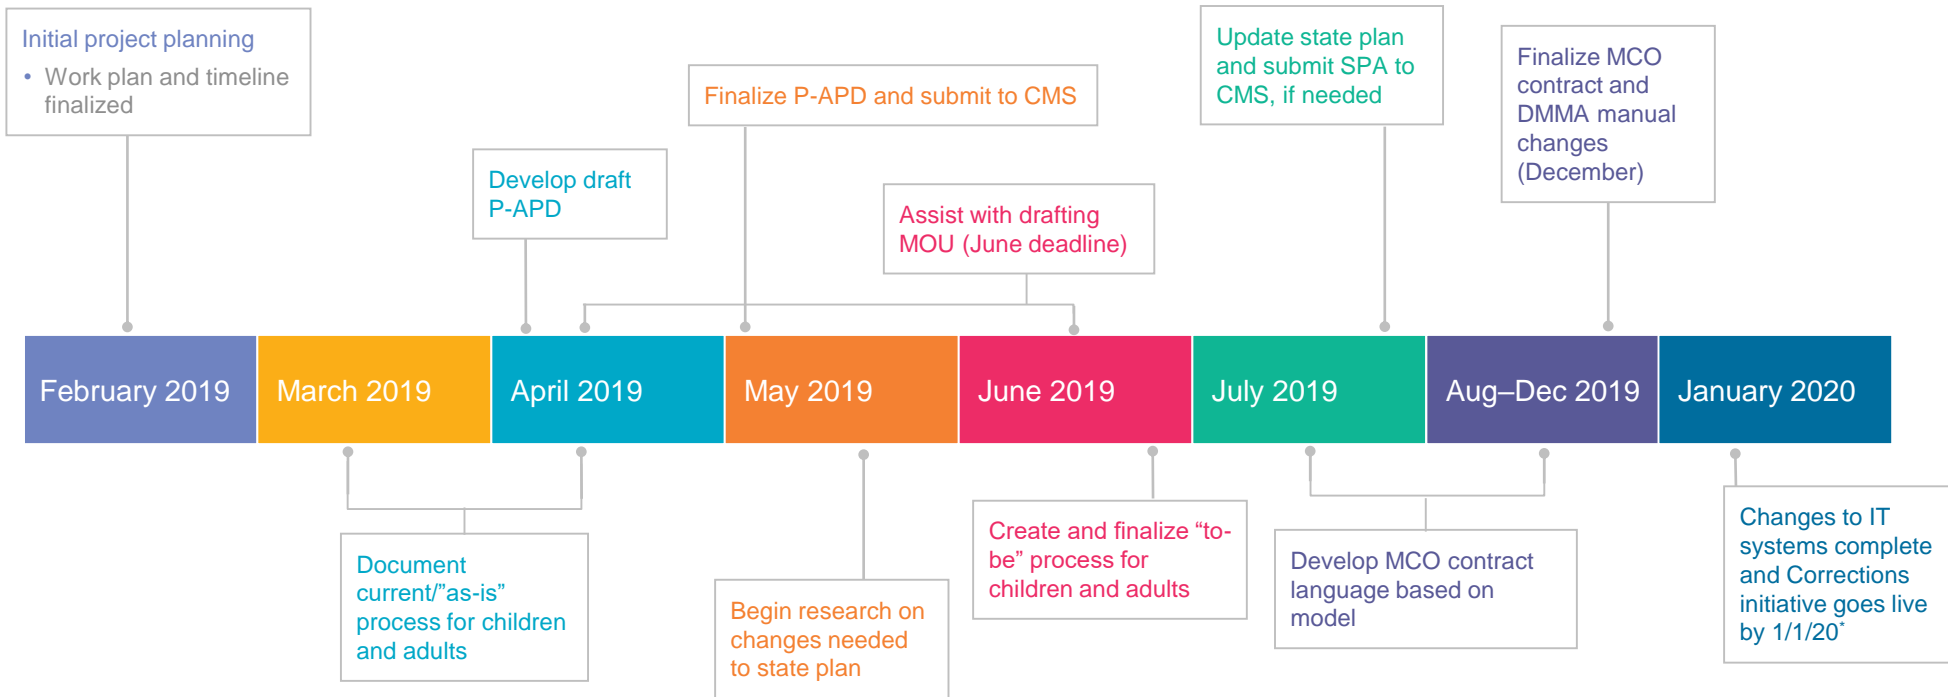 Initial project planning
• Work plan and timeline
finalized
Develop draft
P-APD
Finalize P-APD and submit to CMS
Assist with drafting
MOU (June deadline)
Update state plan
and submit SPA to
CMS, if needed
Finalize MCO
contract and
DMMA manual
changes
(December)
February 2019
March 2019
April 2019
May 2019
June 2019
July 2019
Aug–Dec 2019
January 2020
Document
current/”as-is”
process for children
and adults
Begin research on
changes needed
to state plan
Create and finalize “to-
be” process for
children and adults
Develop MCO contract
language based on
model
Changes to IT
systems complete
and Corrections
initiative goes live
by 1/1/20*